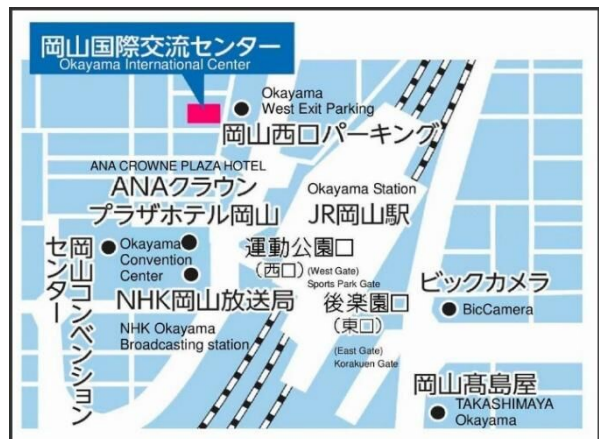 岡山国際交流センター
Okayama International Center
Okayama
West Exit Parking
岡山西口パーキング
ANA CROWNE PLAZA HOTEL
ANAクラウン
プラザホテル岡山
Okayama Station
JR岡山駅
岡山コンベンション
センター
Okayama
Convention
Center
運動公園口
(西口)
(West Gate)
Sports Park Gate
NHK岡山放送局
NHK Okayama
Broadcasting station
後楽園口
(東口)
(East Gate)
Korakuen Gate
ビックカメラ
BicCamera
岡山髙島屋
TAKASHIMAYA
Okayama